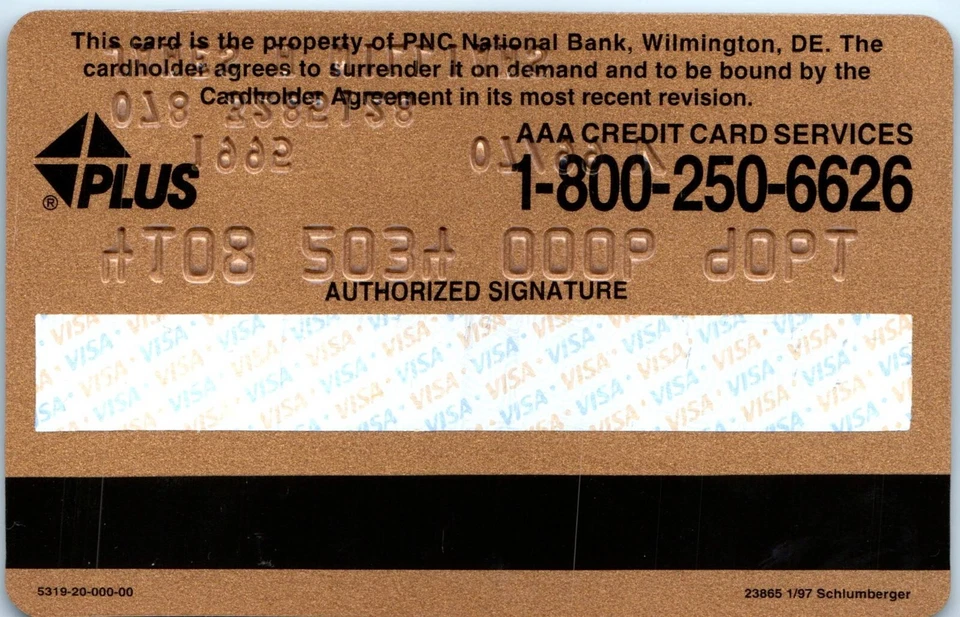 This card is the property of PNC National Bank, Wilmington, DE. The
cardholder agrees to surrender it on demand and to be bound by the
Cardholder Agreement in its most recent revision.
AAA CREDIT CARD SERVICES
1-800-250-6626
® PLUS
AUTHORIZED SIGNATURE
VISA
5319-20-000-00
23865 1/97 Schlumberger